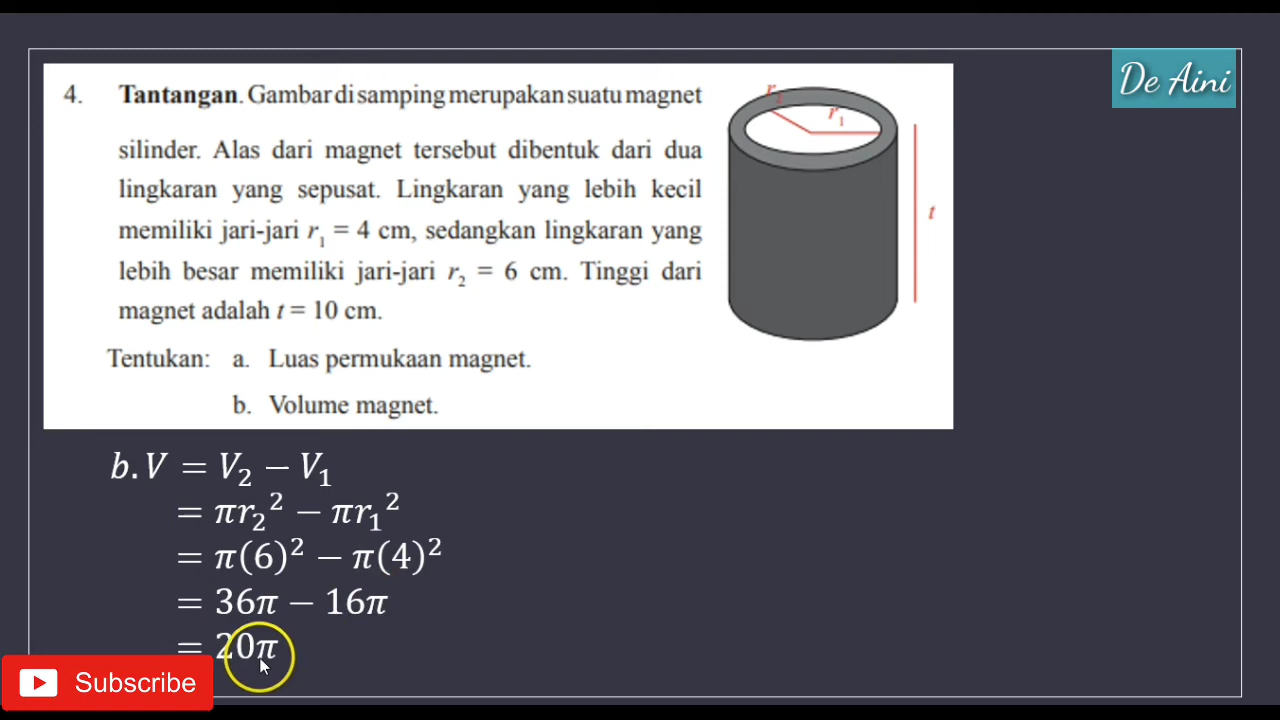 De Aini
4. Tantangan. Gambar di samping merupakan suatu magnet
silinder. Alas dari magnet tersebut dibentuk dari dua
lingkaran yang sepusat. Lingkaran yang lebih kecil
memiliki jari-jari r₁ = 4 cm, sedangkan lingkaran yang
lebih besar memiliki jari-jari r₂ = 6 cm. Tinggi dari
magnet adalah t = 10 cm.
Tentukan: a. Luas permukaan magnet.
b. Volume magnet.
r₂
r₁
t
b. V = V₂ − V₁
= πr₂² − πr₁²
= π(6)² − π(4)²
= 36π − 16π
= 20π
Subscribe